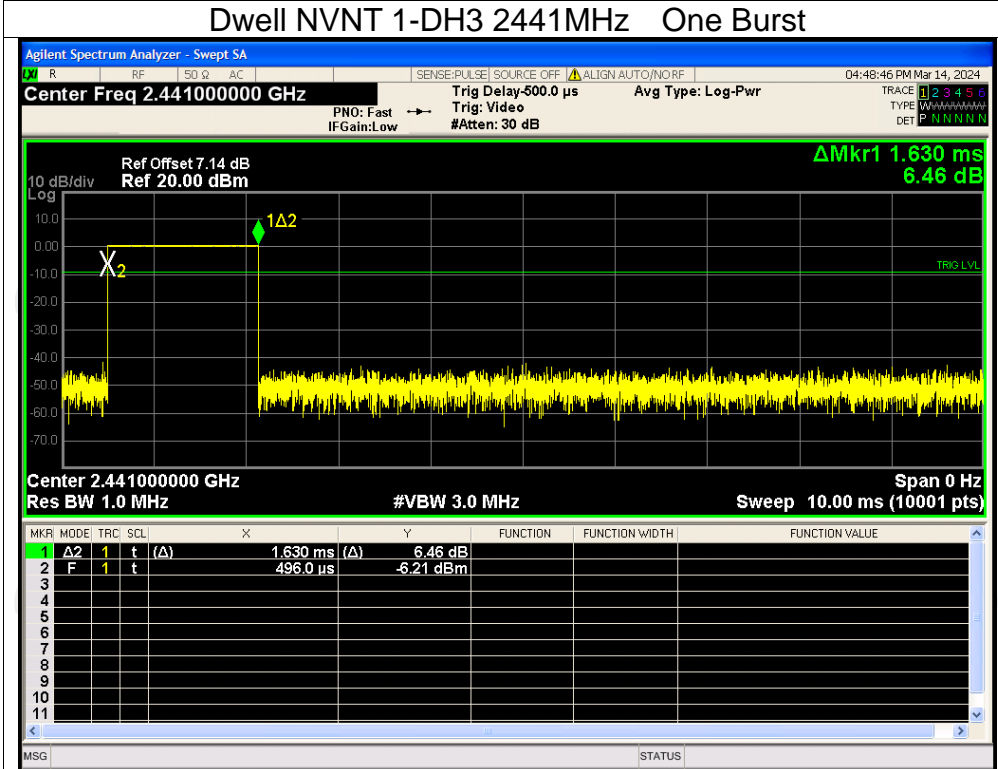 Dwell NVNT 1-DH3 2441MHz One Burst
Agilent Spectrum Analyzer - Swept SA
LXI R RF 50 Ω AC SENSE:PULSE SOURCE OFF ALIGN AUTO/NO RF 04:48:46 PM Mar 14, 2024
Center Freq 2.441000000 GHz
Trig Delay-500.0 µs Avg Type: Log-Pwr TRACE 1 2 3 4 5 6
PNO: Fast Trig: Video TYPE WWWWWW
IFGain:Low #Atten: 30 dB DET P N N N N N
ΔMkr1 1.630 ms
6.46 dB
Ref Offset 7.14 dB
10 dB/div Ref 20.00 dBm
Log
10.0
1Δ2
0.00
X2
TRIG LVL
-10.0
-20.0
-30.0
-40.0
-50.0
-60.0
-70.0
Center 2.441000000 GHz Span 0 Hz
Res BW 1.0 MHz #VBW 3.0 MHz Sweep 10.00 ms (10001 pts)
MKR MODE TRC SCL X Y FUNCTION FUNCTION WIDTH FUNCTION VALUE
1 Δ2 1 t (Δ) 1.630 ms (Δ) 6.46 dB
2 F 1 t 496.0 µs -6.21 dBm
3
4
5
6
7
8
9
10
11
MSG STATUS